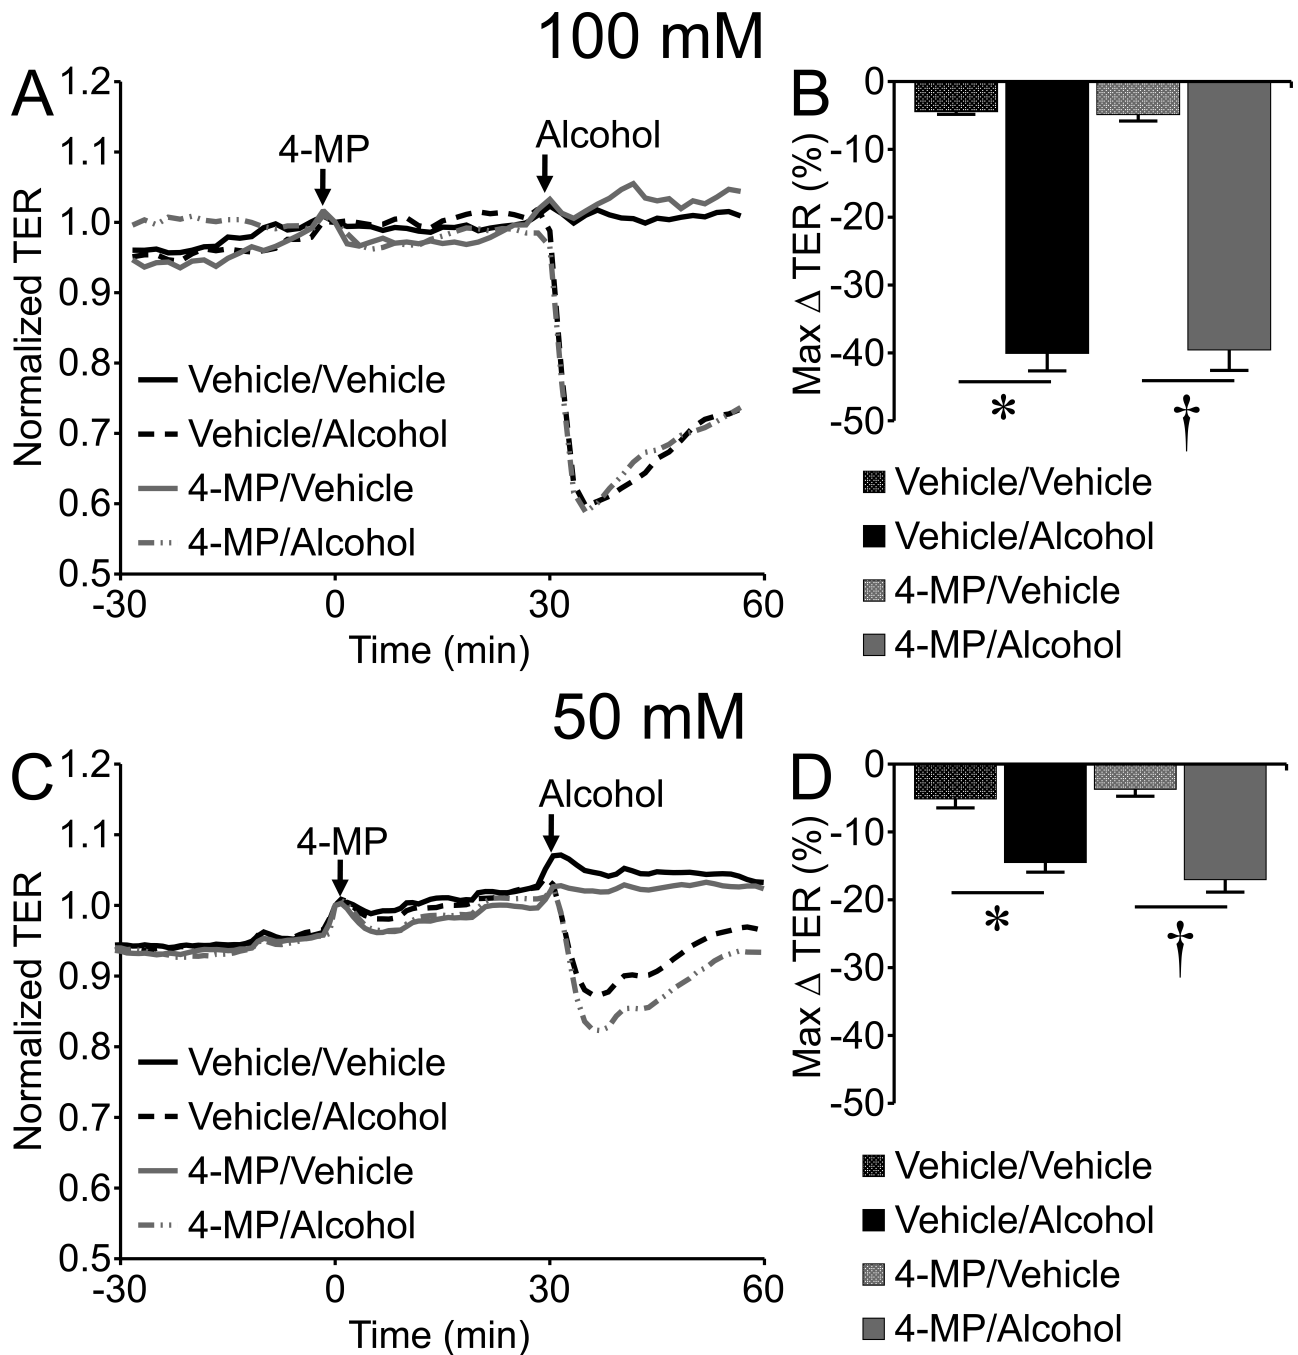 100 mM
A
1.2
1.1
1.0
0.9
0.8
0.7
0.6
0.5
Normalized TER
4-MP
Alcohol
Vehicle/Vehicle
Vehicle/Alcohol
4-MP/Vehicle
4-MP/Alcohol
-30
0
30
60
Time (min)
B
0
-10
-20
-30
-40
-50
Max Δ TER (%)
*
†
Vehicle/Vehicle
Vehicle/Alcohol
4-MP/Vehicle
4-MP/Alcohol
50 mM
C
1.2
1.1
1.0
0.9
0.8
0.7
0.6
0.5
Normalized TER
4-MP
Alcohol
Vehicle/Vehicle
Vehicle/Alcohol
4-MP/Vehicle
4-MP/Alcohol
-30
0
30
60
Time (min)
D
0
-10
-20
-30
-40
-50
Max Δ TER (%)
*
†
Vehicle/Vehicle
Vehicle/Alcohol
4-MP/Vehicle
4-MP/Alcohol